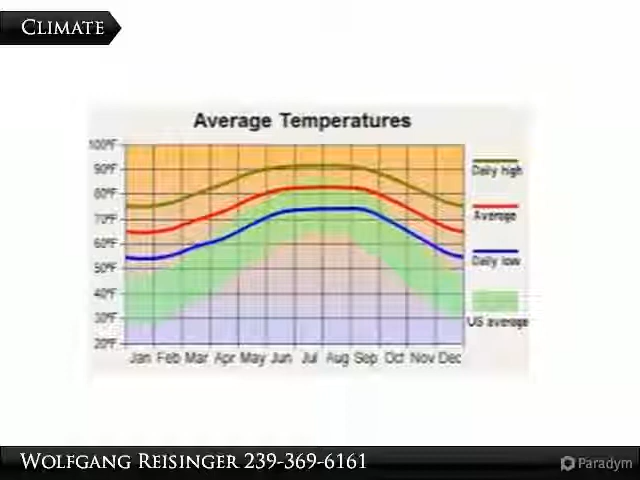 CLIMATE
Average Temperatures
100°F
90°F
80°F
70°F
60°F
50°F
40°F
30°F
20°F
Jan Feb Mar Apr May Jun Jul Aug Sep Oct Nov Dec
Daily high
Average
Daily low
US average
WOLFGANG REISINGER 239-369-6161
Paradym